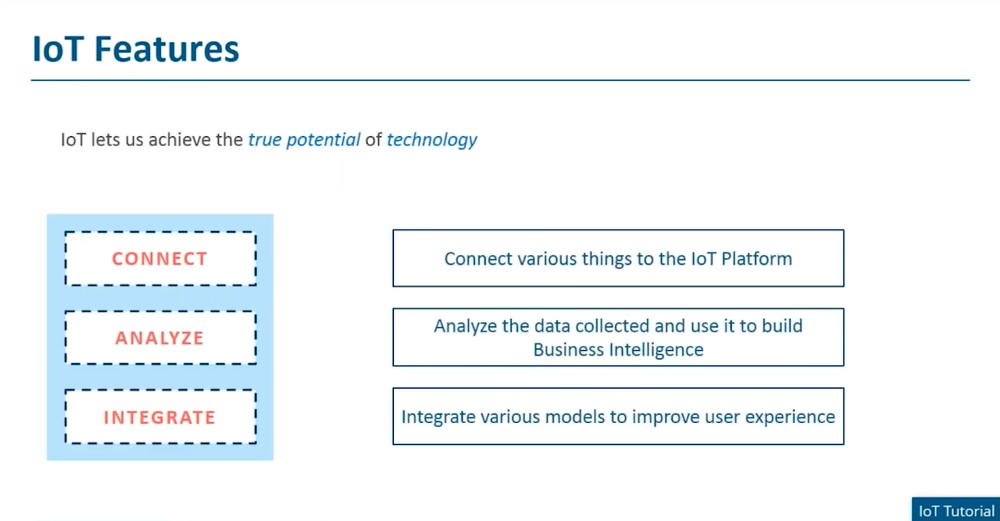 IoT Features
IoT lets us achieve the true potential of technology
CONNECT
Connect various things to the IoT Platform
ANALYZE
Analyze the data collected and use it to build
Business Intelligence
INTEGRATE
Integrate various models to improve user experience
IoT Tutorial